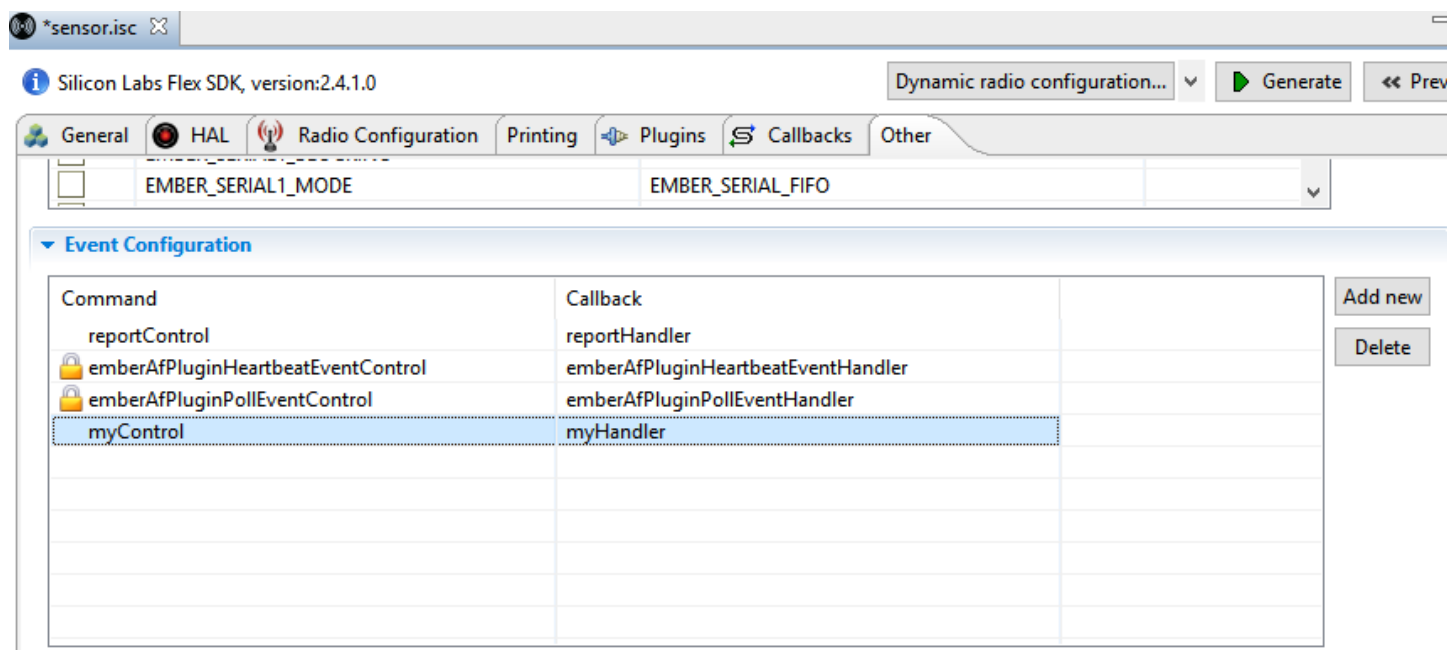 *sensor.isc
Silicon Labs Flex SDK, version:2.4.1.0 Dynamic radio configuration... Generate Prev
General HAL Radio Configuration Printing Plugins Callbacks Other
EMBER_SERIAL1_MODE EMBER_SERIAL_FIFO
Event Configuration
Command Callback Add new
reportControl reportHandler Delete
emberAfPluginHeartbeatEventControl emberAfPluginHeartbeatEventHandler
emberAfPluginPollEventControl emberAfPluginPollEventHandler
myControl myHandler